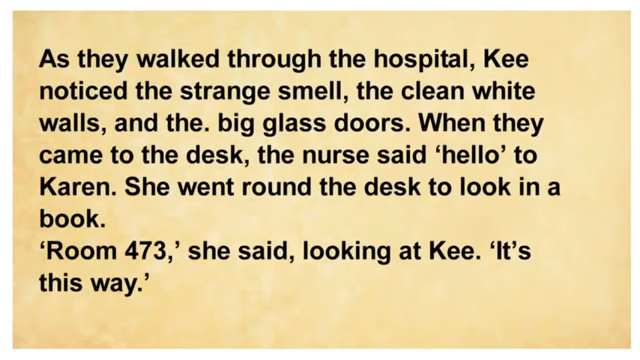 As they walked through the hospital, Kee
noticed the strange smell, the clean white
walls, and the. big glass doors. When they
came to the desk, the nurse said ‘hello’ to
Karen. She went round the desk to look in a
book.
‘Room 473,’ she said, looking at Kee. ‘It’s
this way.’